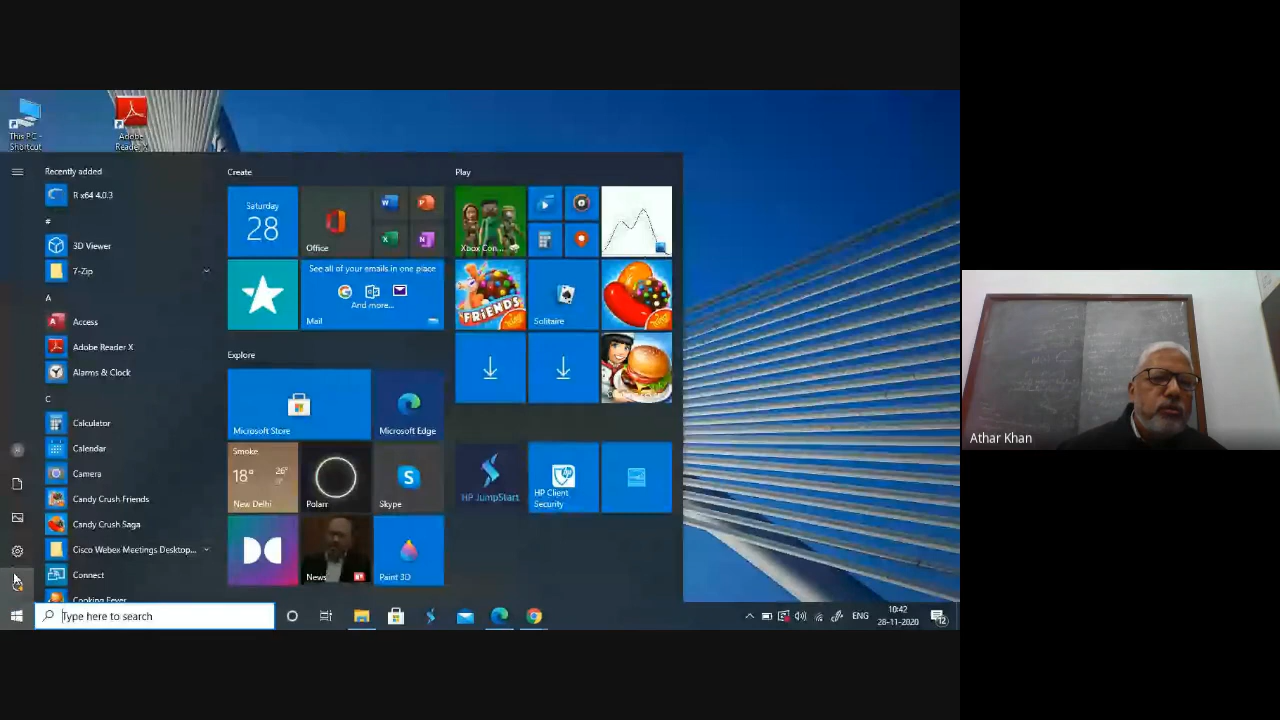 This PC -
Shortcut
Adobe
Reader X
Recently added
R x64 4.0.3
#
3D Viewer
7-Zip
A
Access
Adobe Reader X
Alarms & Clock
C
Calculator
Calendar
Camera
Candy Crush Friends
Candy Crush Saga
Cisco Webex Meetings Desktop...
Connect
Cooking Fever
Create
Saturday
28
Office
See all of your emails in one place
And more...
Mail
Explore
Microsoft Store
Microsoft Edge
Smoke
18°
26°
New Delhi
Polarr
Skype
News
Paint 3D
Play
Xbox Con...
FRIENDS
Solitaire
HP JumpStart
HP Client
Security
Type here to search
ENG
10:42
28-11-2020
12
Athar Khan